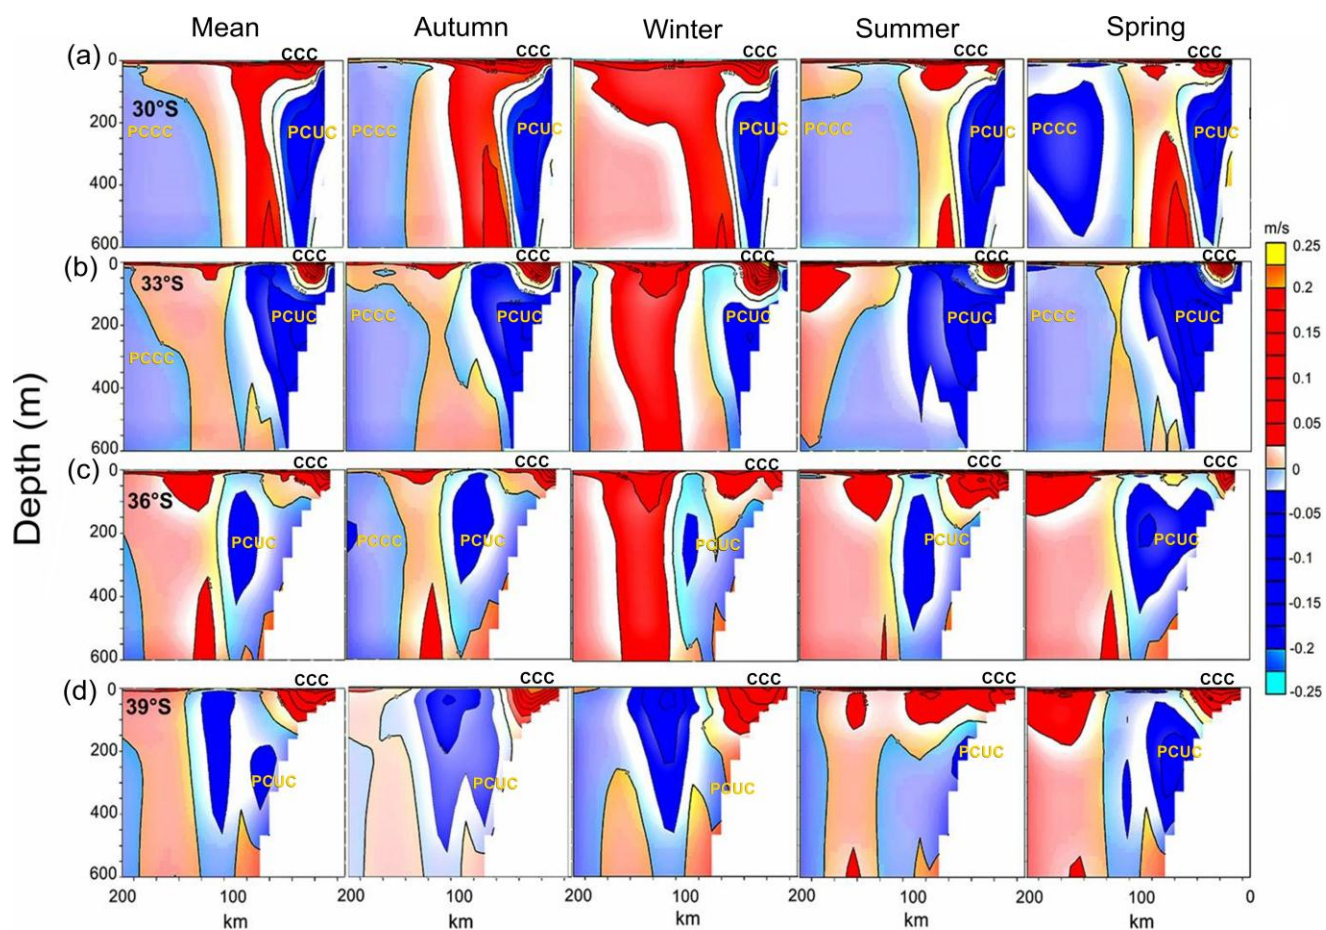 Mean Autumn Winter Summer Spring
CCC CCC CCC CCC
(a)
30°S
PCCC PCUC PCCC PCUC PCUC PCCC PCUC PCCC PCUC
0
200
400
600
CCC CCC CCC CCC CCC
(b)
33°S
PCCC PCUC PCCC PCUC PCUC PCUC PCCC PCUC
0
200
400
600
CCC CCC CCC CCC CCC
(c)
36°S
PCUC PCCC PCUC PCUC PCUC PCUC
0
200
400
600
CCC CCC CCC CCC CCC
(d)
39°S
PCUC PCUC PCUC PCUC PCUC
0
200
400
600
200 100 200 100 200 100 200 100 200 100 0
km km km km km
Depth (m)
m/s
0.25
0.2
0.15
0.1
0.05
0
-0.05
-0.1
-0.15
-0.2
-0.25